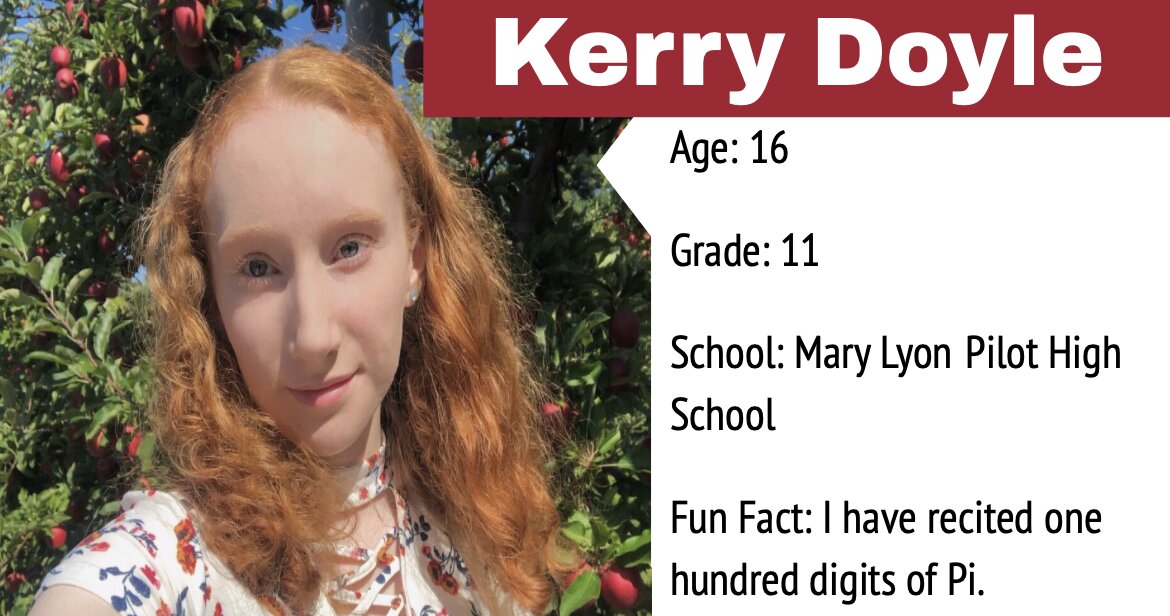 Kerry Doyle
Age: 16
Grade: 11
School: Mary Lyon Pilot High
School
Fun Fact: I have recited one
hundred digits of Pi.